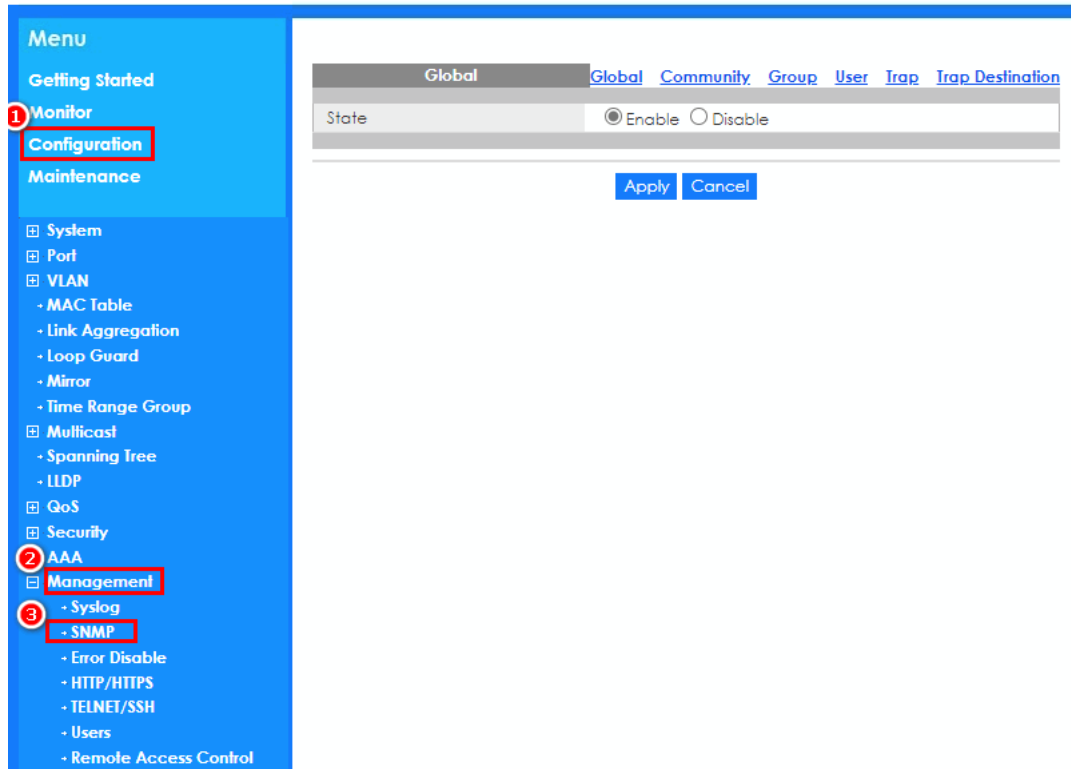 Menu
Getting Started
1 Monitor
Configuration
Maintenance
System
Port
VLAN
MAC Table
Link Aggregation
Loop Guard
Mirror
Time Range Group
Multicast
Spanning Tree
LLDP
QoS
Security
2 AAA
Management
Syslog
3
SNMP
Error Disable
HTTP/HTTPS
TELNET/SSH
Users
Remote Access Control
Global Global Community Group User Trap Trap Destination
State Enable Disable
Apply Cancel